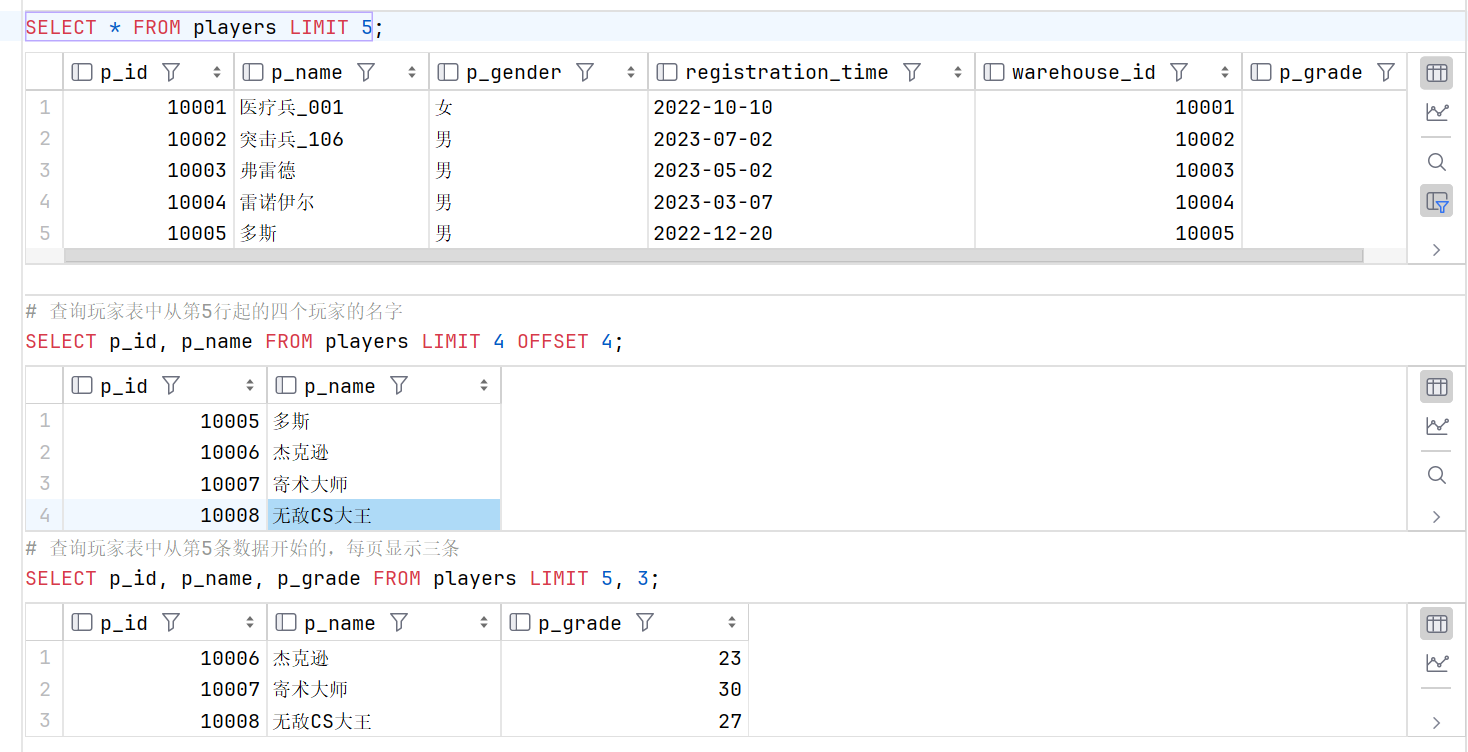 SELECT * FROM players LIMIT 5;
p_id p_name p_gender registration_time warehouse_id p_grade
1 10001 医疗兵_001 女 2022-10-10 10001
2 10002 突击兵_106 男 2023-07-02 10002
3 10003 弗雷德 男 2023-05-02 10003
4 10004 雷诺伊尔 男 2023-03-07 10004
5 10005 多斯 男 2022-12-20 10005
# 查询玩家表中从第5行起的四个玩家的名字
SELECT p_id, p_name FROM players LIMIT 4 OFFSET 4;
p_id p_name
1 10005 多斯
2 10006 杰克逊
3 10007 寄术大师
4 10008 无敌CS大王
# 查询玩家表中从第5条数据开始的，每页显示三条
SELECT p_id, p_name, p_grade FROM players LIMIT 5, 3;
p_id p_name p_grade
1 10006 杰克逊 23
2 10007 寄术大师 30
3 10008 无敌CS大王 27